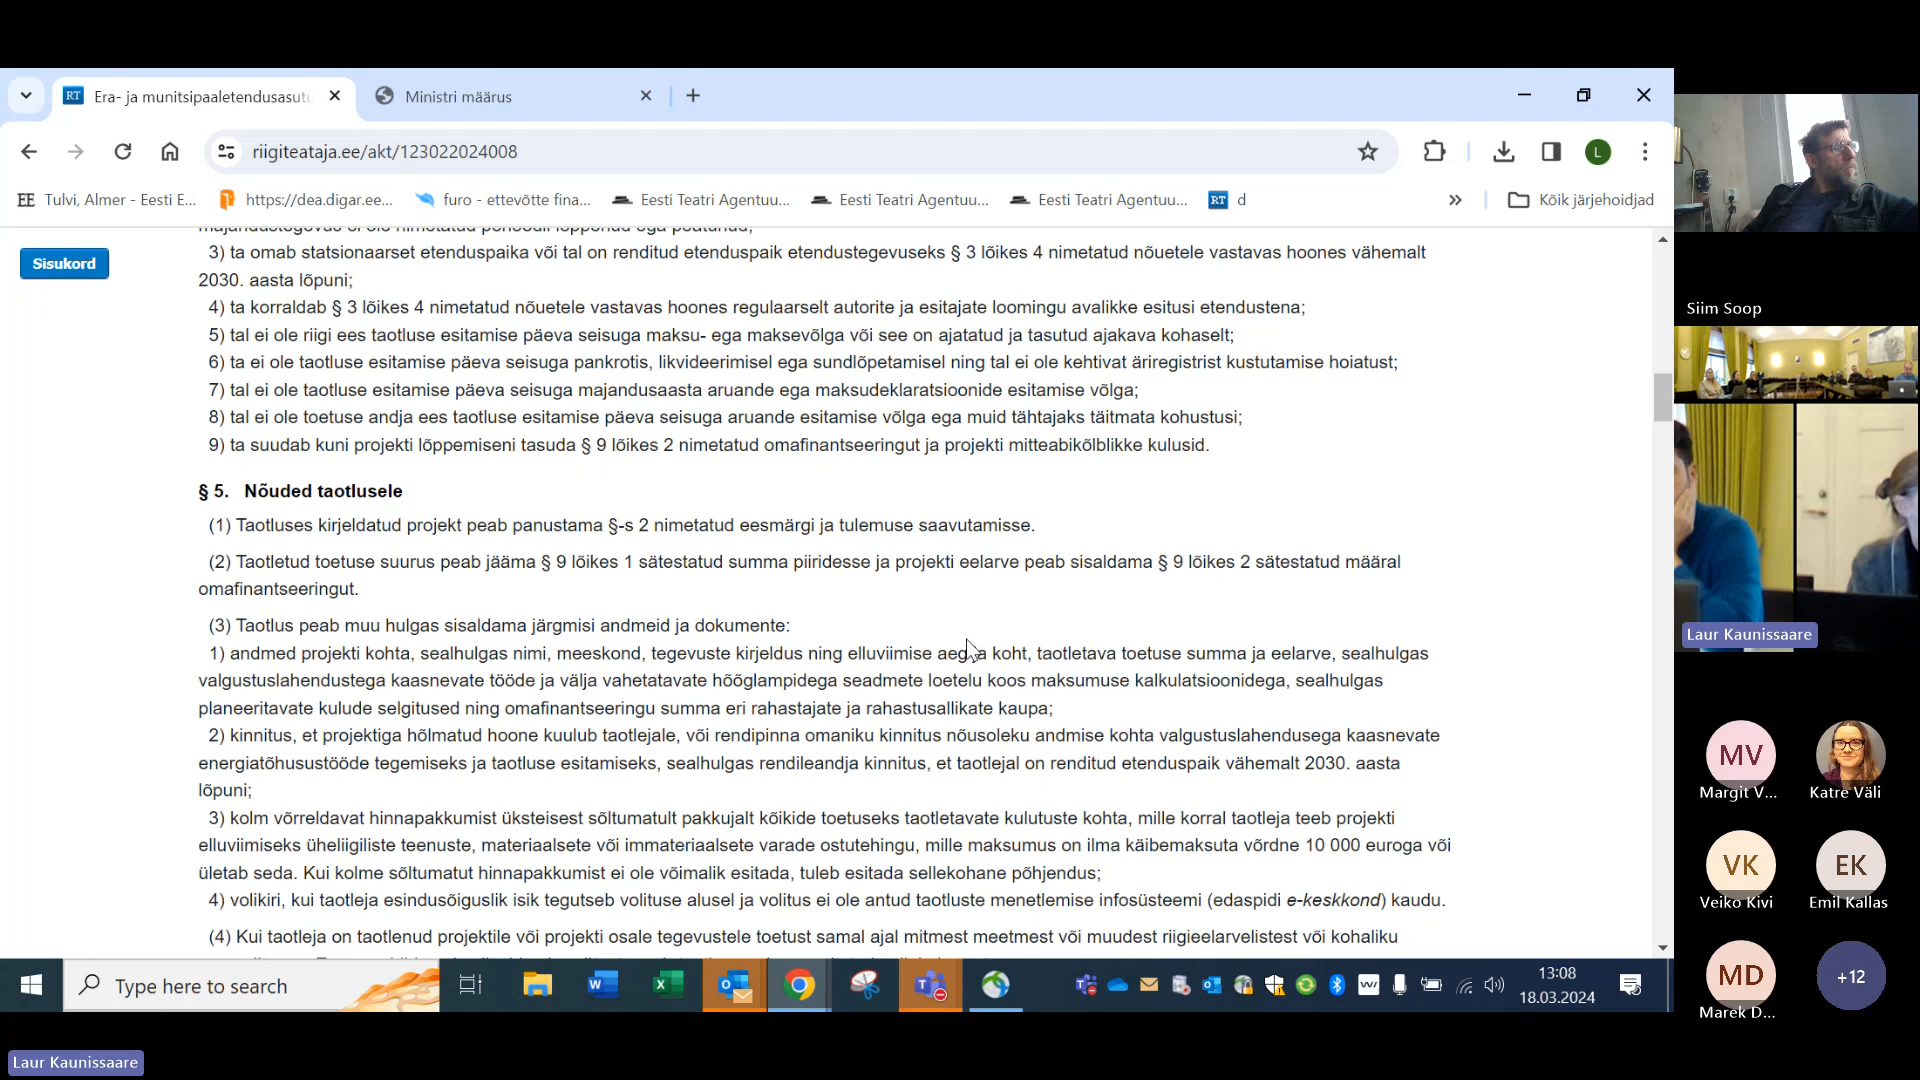 Era- ja munitsipaaletendusasutu
Ministri määrus
riigiteataja.ee/akt/123022024008
L
EE Tulvi, Almer - Eesti E...
https://dea.digar.ee...
furo - ettevõtte fina...
Eesti Teatri Agentuu...
Eesti Teatri Agentuu...
Eesti Teatri Agentuu...
RT d
Kõik järjehoidjad
Sisukord
3) ta omab statsionaarset etenduspaika või tal on renditud etenduspaik etendustegevuseks § 3 lõikes 4 nimetatud nõuetele vastavas hoones vähemalt
2030. aasta lõpuni;
4) ta korraldab § 3 lõikes 4 nimetatud nõuetele vastavas hoones regulaarselt autorite ja esitajate loomingu avalikke esitusi etendustena;
5) tal ei ole riigi ees taotluse esitamise päeva seisuga maksu- ega maksevõlga või see on ajatatud ja tasutud ajakava kohaselt;
6) ta ei ole taotluse esitamise päeva seisuga pankrotis, likvideerimisel ega sundlõpetamisel ning tal ei ole kehtivat äriregistrist kustutamise hoiatust;
7) tal ei ole taotluse esitamise päeva seisuga majandusaasta aruande ega maksudeklaratsioonide esitamise võlga;
8) tal ei ole toetuse andja ees taotluse esitamise päeva seisuga aruande esitamise võlga ega muid tähtajaks täitmata kohustusi;
9) ta suudab kuni projekti lõppemiseni tasuda § 9 lõikes 2 nimetatud omafinantseeringut ja projekti mitteabikõlblikke kulusid.
§ 5. Nõuded taotlusele
(1) Taotluses kirjeldatud projekt peab panustama §-s 2 nimetatud eesmärgi ja tulemuse saavutamisse.
(2) Taotletud toetuse suurus peab jääma § 9 lõikes 1 sätestatud summa piiridesse ja projekti eelarve peab sisaldama § 9 lõikes 2 sätestatud määral
omafinantseeringut.
(3) Taotlus peab muu hulgas sisaldama järgmisi andmeid ja dokumente:
1) andmed projekti kohta, sealhulgas nimi, meeskond, tegevuste kirjeldus ning elluviimise aeg ja koht, taotletava toetuse summa ja eelarve, sealhulgas
valgustuslahendustega kaasnevate tööde ja välja vahetatavate hõõglampidega seadmete loetelu koos maksumuse kalkulatsioonidega, sealhulgas
planeeritavate kulude selgitused ning omafinantseeringu summa eri rahastajate ja rahastusallikate kaupa;
2) kinnitus, et projektiga hõlmatud hoone kuulub taotlejale, või rendipinna omaniku kinnitus nõusoleku andmise kohta valgustuslahendusega kaasnevate
energiatõhusustööde tegemiseks ja taotluse esitamiseks, sealhulgas rendileandja kinnitus, et taotlejal on renditud etenduspaik vähemalt 2030. aasta
lõpuni;
3) kolm võrreldavat hinnapakkumist üksteisest sõltumatult pakkujalt kõikide toetuseks taotletavate kulutuste kohta, mille korral taotleja teeb projekti
elluviimiseks üheliigiliste teenuste, materiaalsete või immateriaalsete varade ostutehingu, mille maksumus on ilma käibemaksuta võrdne 10 000 euroga või
ületab seda. Kui kolme sõltumatut hinnapakkumist ei ole võimalik esitada, tuleb esitada sellekohane põhjendus;
4) volikiri, kui taotleja esindusõiguslik isik tegutseb volituse alusel ja volitus ei ole antud taotluste menetlemise infosüsteemi (edaspidi e-keskkond) kaudu.
(4) Kui taotleja on taotlenud projektile või projekti osale tegevustele toetust samal ajal mitmest meetmest või muudest riigieelarvelistest või kohaliku
Type here to search
13:08
18.03.2024
Siim Soop
Laur Kaunissaare
MV
Margit V...
Katre Väli
VK
Veiko Kivi
EK
Emil Kallas
MD
Marek D...
+12
Laur Kaunissaare